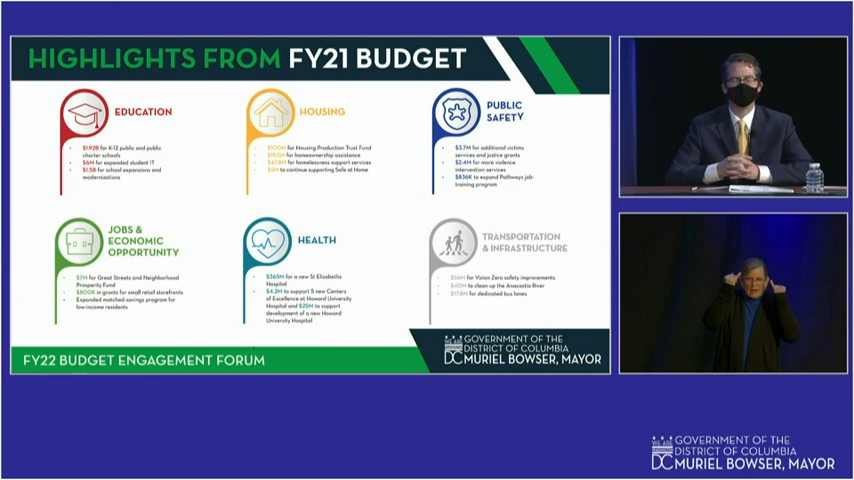 HIGHLIGHTS FROM FY21 BUDGET
EDUCATION
$1.92B for K-12 public and public
charter schools
$6M for expanded student IT
$1.5B for school expansions and
modernizations
HOUSING
$100M for Housing Production Trust Fund
$19.5M for homeownership assistance
$47.8M for homelessness support services
$5M to continue supporting Safe at Home
PUBLIC
SAFETY
$3.7M for additional victims
services and justice grants
$2.4M for more violence
intervention services
$836K to expand Pathways job-
training program
JOBS &
ECONOMIC
OPPORTUNITY
$7M for Great Streets and Neighborhood
Prosperity Fund
$800K in grants for small retail storefronts
Expanded matched savings program for
low-income residents
HEALTH
$365M for a new St Elizabeths
Hospital
$4.2M to support 5 new Centers
of Excellence at Howard University
Hospital and $25M to support
development of a new Howard
University Hospital
TRANSPORTATION
& INFRASTRUCTURE
$56M for Vision Zero safety improvements
$40M to clean up the Anacostia River
$17.8M for dedicated bus lanes
FY22 BUDGET ENGAGEMENT FORUM
WE ARE
DC
GOVERNMENT OF THE
DISTRICT OF COLUMBIA
MURIEL BOWSER, MAYOR
WE ARE
DC
GOVERNMENT OF THE
DISTRICT OF COLUMBIA
MURIEL BOWSER, MAYOR